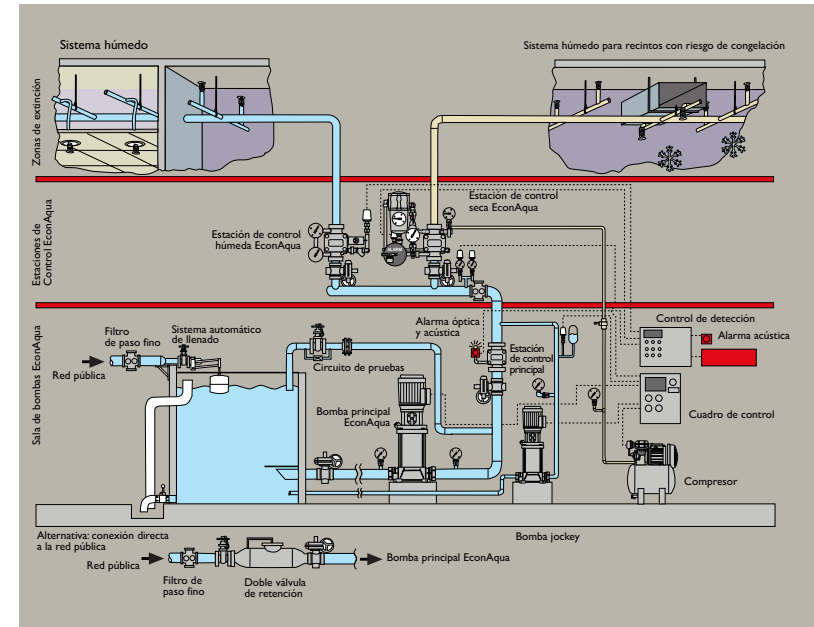 Sistema húmedo
Sistema húmedo para recintos con riesgo de congelación
Zonas de extinción
Estación de control
seca EconAqua
Estación de control
húmeda EconAqua
Estaciones de
Control EconAqua
Filtro
de paso fino
Sistema automático
de llenado
Red pública
Circuito de pruebas
Alarma óptica
y acústica
Estación
de control
principal
Control de detección
Alarma acústica
Bomba principal
EconAqua
Cuadro de control
Sala de bombas EconAqua
Compresor
Bomba jockey
Alternativa: conexión directa
a la red pública
Red pública
Bomba principal EconAqua
Filtro de
paso fino
Doble válvula
de retención